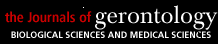 the Journals of gerontology
BIOLOGICAL SCIENCES AND MEDICAL SCIENCES